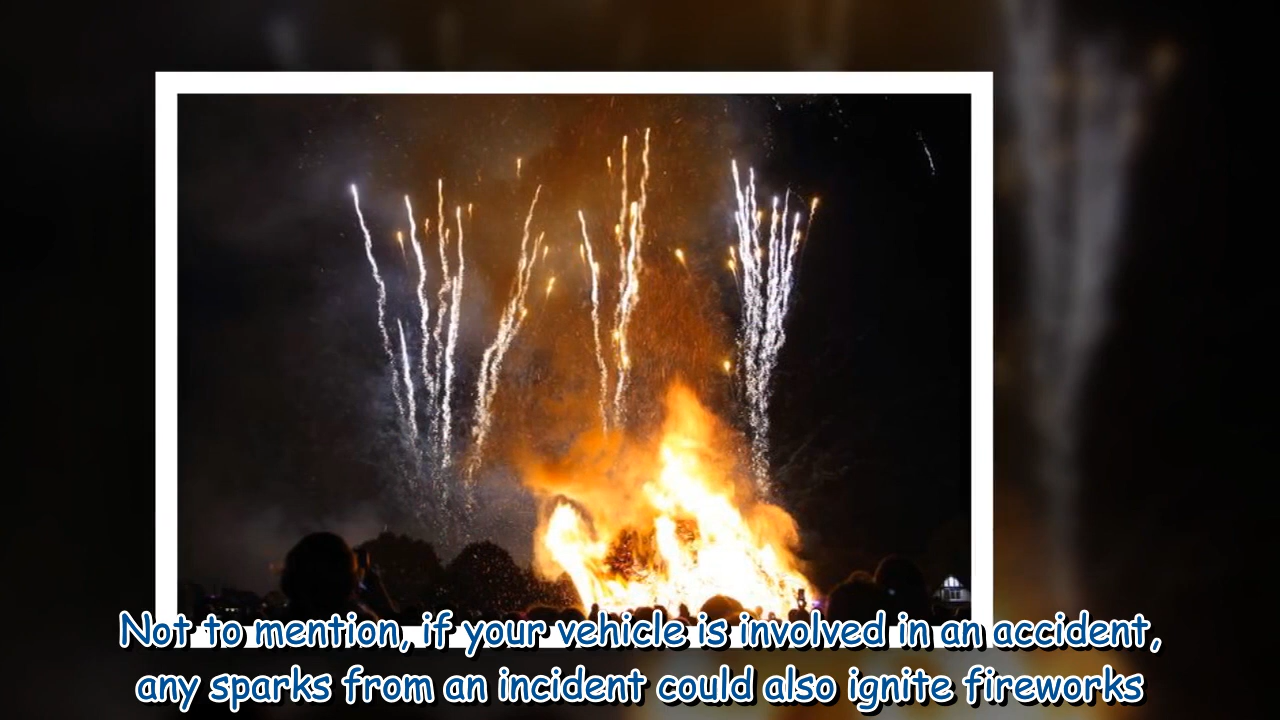 Not to mention, if your vehicle is involved in an accident,
any sparks from an incident could also ignite fireworks